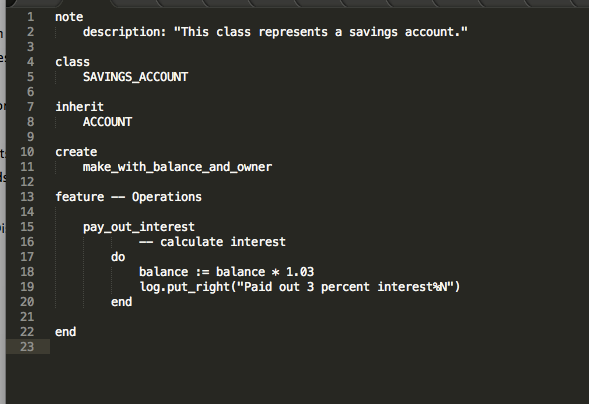 1 note
2 description: "This class represents a savings account."
3
4 class
5 SAVINGS_ACCOUNT
6
7 inherit
8 ACCOUNT
9
10 create
11 make_with_balance_and_owner
12
13 feature -- Operations
14
15 pay_out_interest
16 -- calculate interest
17 do
18 balance := balance * 1.03
19 log.put_right("Paid out 3 percent interest%N")
20 end
21
22 end
23